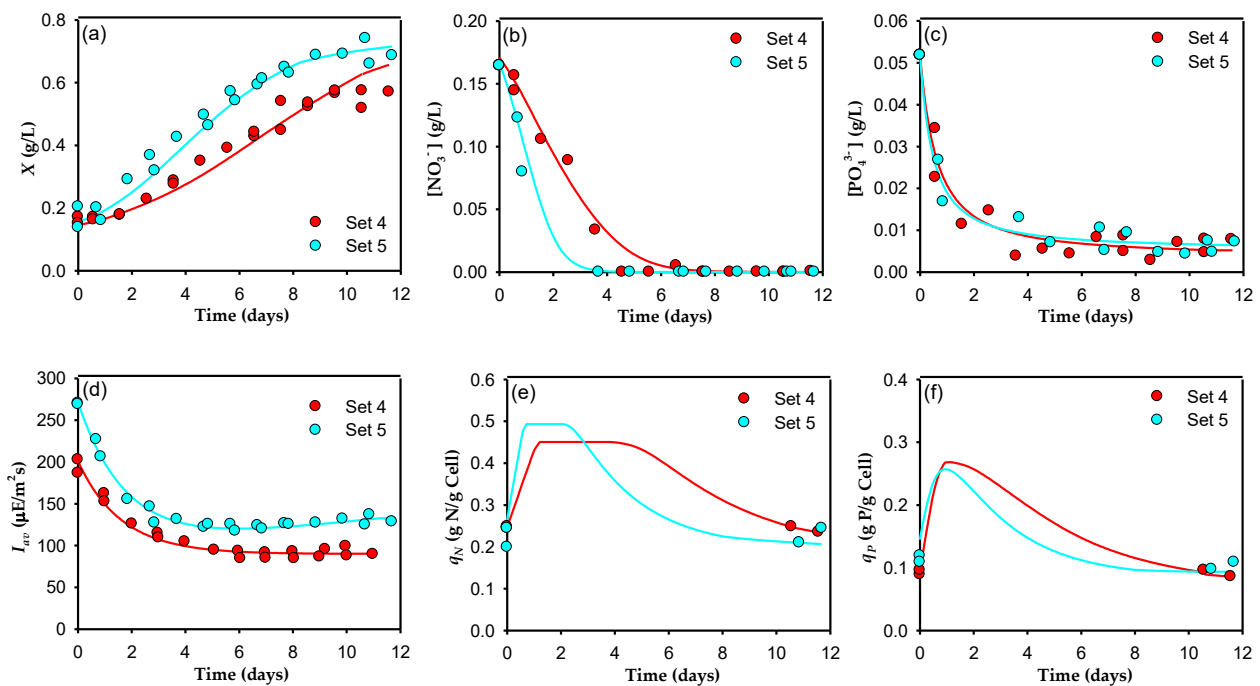 (a)
0.8
0.6
0.4
0.2
0.0
X (g/L)
Set 4
Set 5
0 2 4 6 8 10 12
Time (days)
(b)
0.20
0.15
0.10
0.05
0.00
[NO₃⁻] (g/L)
Set 4
Set 5
0 2 4 6 8 10 12
Time (days)
(c)
0.06
0.05
0.04
0.03
0.02
0.01
0.00
[PO₄³⁻] (g/L)
Set 4
Set 5
0 2 4 6 8 10 12
Time (days)
(d)
300
250
200
150
100
50
0
I_av (µE/m²s)
Set 4
Set 5
0 2 4 6 8 10 12
Time (days)
(e)
0.6
0.5
0.4
0.3
0.2
0.1
0.0
q_N (g N/g Cell)
Set 4
Set 5
0 2 4 6 8 10 12
Time (days)
(f)
0.4
0.3
0.2
0.1
0.0
q_P (g P/g Cell)
Set 4
Set 5
0 2 4 6 8 10 12
Time (days)